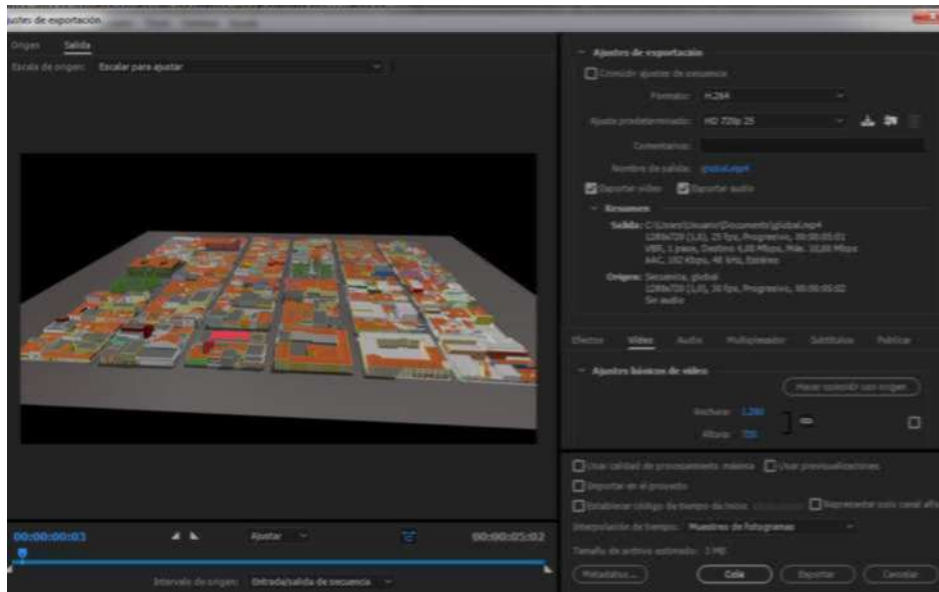 Ajustes de exportación
Origen Salida
Escala de origen: Escalar para ajustar
Ajustes de exportación
Coincidir ajustes de secuencia
Formato: H.264
Ajuste predeterminado: HD 720p 25
Comentarios:
Nombre de salida: global.mp4
Exportar vídeo Exportar audio
Resumen
Salida: C:\Users\Usuario\Documents\global.mp4
1280x720 (1,0), 25 fps, Progresivo, 00:00:05:01
VBR, 1 paso, Destino 4,00 Mbps, Máx. 10,00 Mbps
AAC, 192 Kbps, 48 kHz, Estéreo
Origen: Secuencia, global
1280x720 (1,0), 30 fps, Progresivo, 00:00:05:02
Sin audio
Efectos Vídeo Audio Multiplexador Subtítulos Publicar
Ajustes básicos de vídeo
Hacer coincidir con origen
Anchura: 1.280
Altura: 720
Usar calidad de procesamiento máxima Usar previsualizaciones
Importar en el proyecto
Establecer código de tiempo de inicio
Representar solo canal alfa
Interpolación de tiempo: Muestreo de fotogramas
Tamaño de archivo estimado: 3 MB
Metadatos... Cola Exportar Cancelar
00:00:00:03 Ajustar 00:00:05:02
Intervalo de origen: Entrada/salida de secuencia